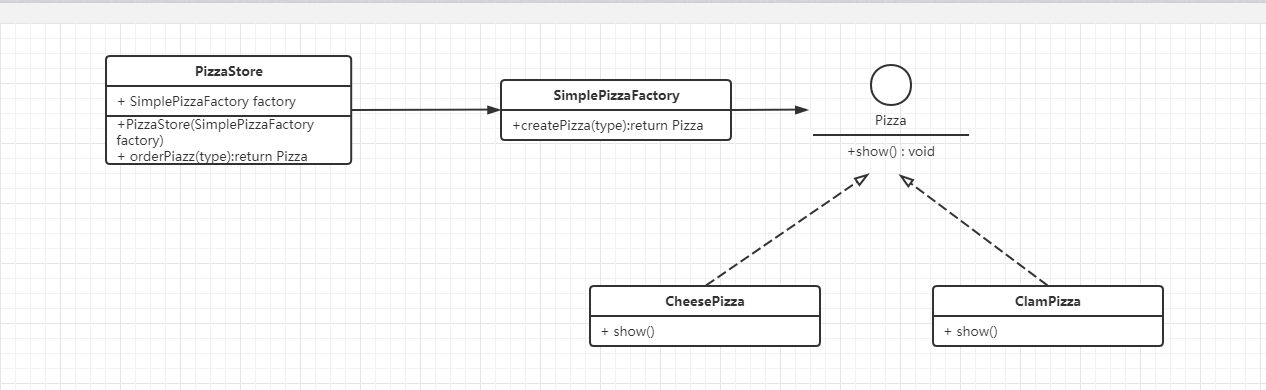 PizzaStore
+ SimplePizzaFactory factory
+PizzaStore(SimplePizzaFactory
factory)
+ orderPiazz(type):return Pizza
SimplePizzaFactory
+createPizza(type):return Pizza
Pizza
+show() : void
CheesePizza
+ show()
ClamPizza
+ show()